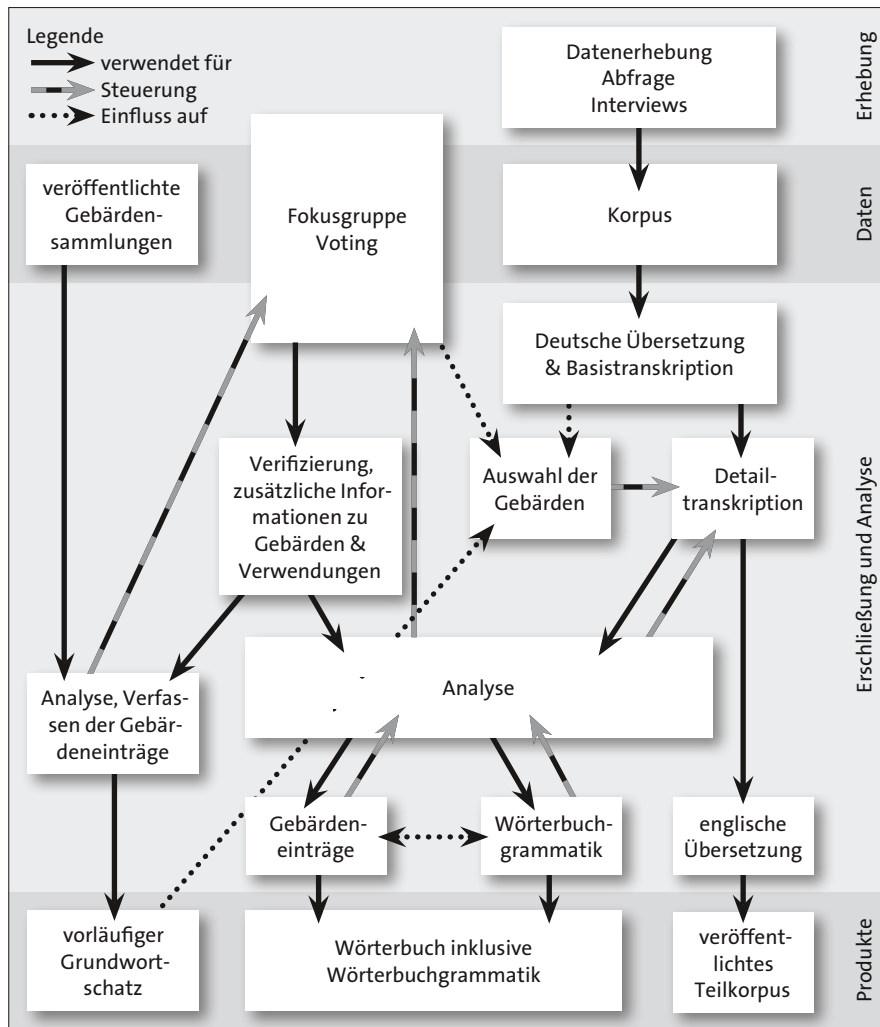 Legende
verwendet für
Steuerung
Einfluss auf
Datenerhebung
Abfrage
Interviews
Erhebung
veröffentlichte
Gebärden-
sammlungen
Fokusgruppe
Voting
Korpus
Daten
Deutsche Übersetzung
& Basistranskription
Verifizierung,
zusätzliche Infor-
mationen zu
Gebärden &
Verwendungen
Auswahl der
Gebärden
Detail-
transkription
Erschließung und Analyse
Analyse, Verfas-
sen der Gebär-
deneinträge
Analyse
Gebärden-
einträge
Wörterbuch-
grammatik
englische
Übersetzung
vorläufiger
Grundwort-
schatz
Wörterbuch inklusive
Wörterbuchgrammatik
veröffent-
lichtes
Teilkorpus
Produkte